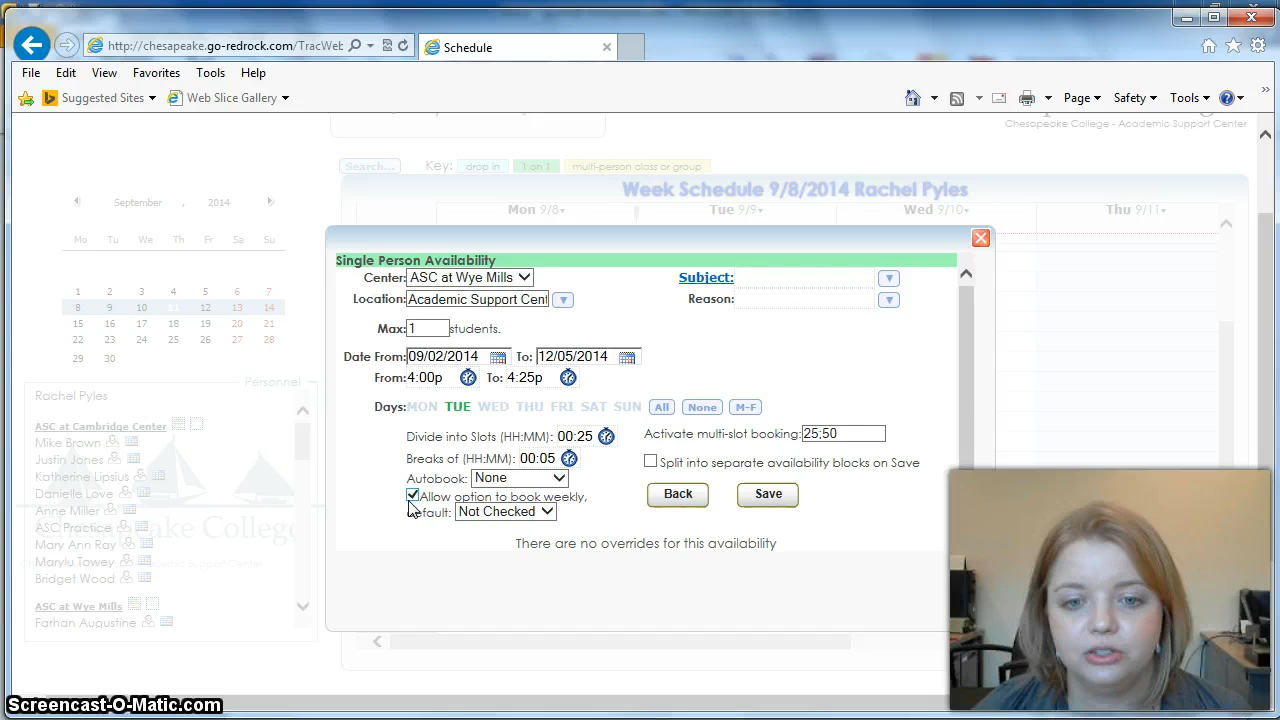 http://chesapeake.go-redrock.com/TracWeb
Schedule
File Edit View Favorites Tools Help
Suggested Sites Web Slice Gallery
Page Safety Tools
Chesapeake College - Academic Support Center
Search... Key: drop in 1 on 1 multi-person class or group
Week Schedule 9/8/2014 Rachel Pyles
September , 2014
Mon 9/8 Tue 9/9 Wed 9/10 Thu 9/11
Mo Tu We Th Fr Sa Su
1 2 3 4 5 6 7
8 9 10 11 12 13 14
15 16 17 18 19 20 21
22 23 24 25 26 27 28
29 30
Single Person Availability
Center: ASC at Wye Mills Subject:
Location: Academic Support Cent Reason:
Max: 1 students.
Date From: 09/02/2014 To: 12/05/2014
From: 4:00p To: 4:25p
Days: MON TUE WED THU FRI SAT SUN All None M-F
Divide into Slots (HH:MM): 00:25 Activate multi-slot booking: 25;50
Breaks of (HH:MM): 00:05 Split into separate availability blocks on Save
Autobook: None
Allow option to book weekly,
efault: Not Checked
Back Save
There are no overrides for this availability
Personnel
Rachel Pyles
ASC at Cambridge Center
Mike Brown
Justin Jones
Katherine Lipsius
Danielle Love
Anne Miller
ASC Practice
Mary Ann Ray
Marylu Towey
Bridget Wood
ASC at Wye Mills
Farhan Augustine
Chesapeake College
Screencast-O-Matic.com